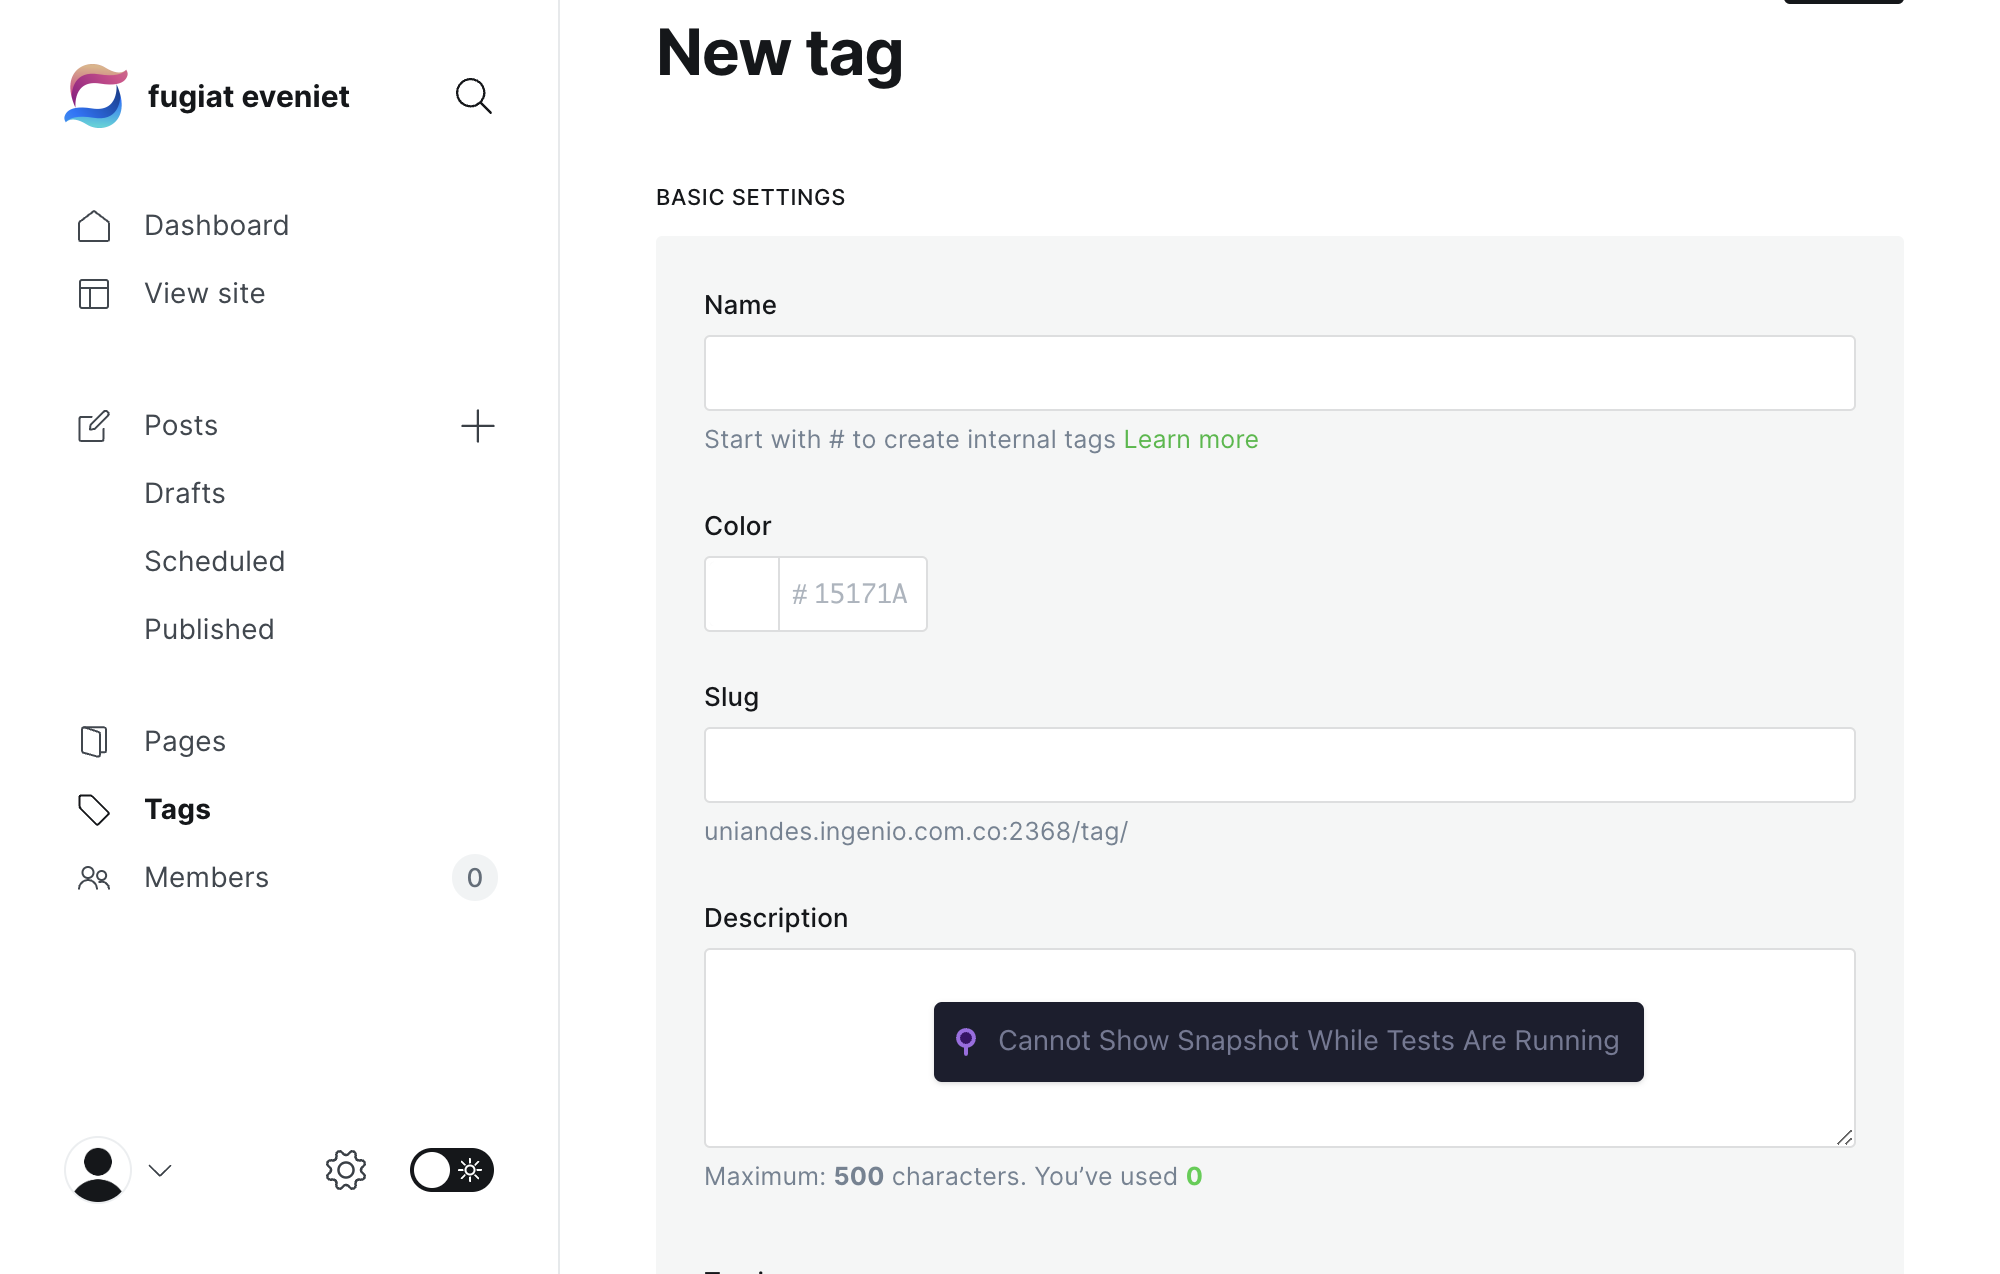 fugiat eveniet
Dashboard
View site
Posts
Drafts
Scheduled
Published
Pages
Tags
Members
0
New tag
BASIC SETTINGS
Name
Start with # to create internal tags Learn more
Color
# 15171A
Slug
uniandes.ingenio.com.co:2368/tag/
Description
Cannot Show Snapshot While Tests Are Running
Maximum: 500 characters. You’ve used 0